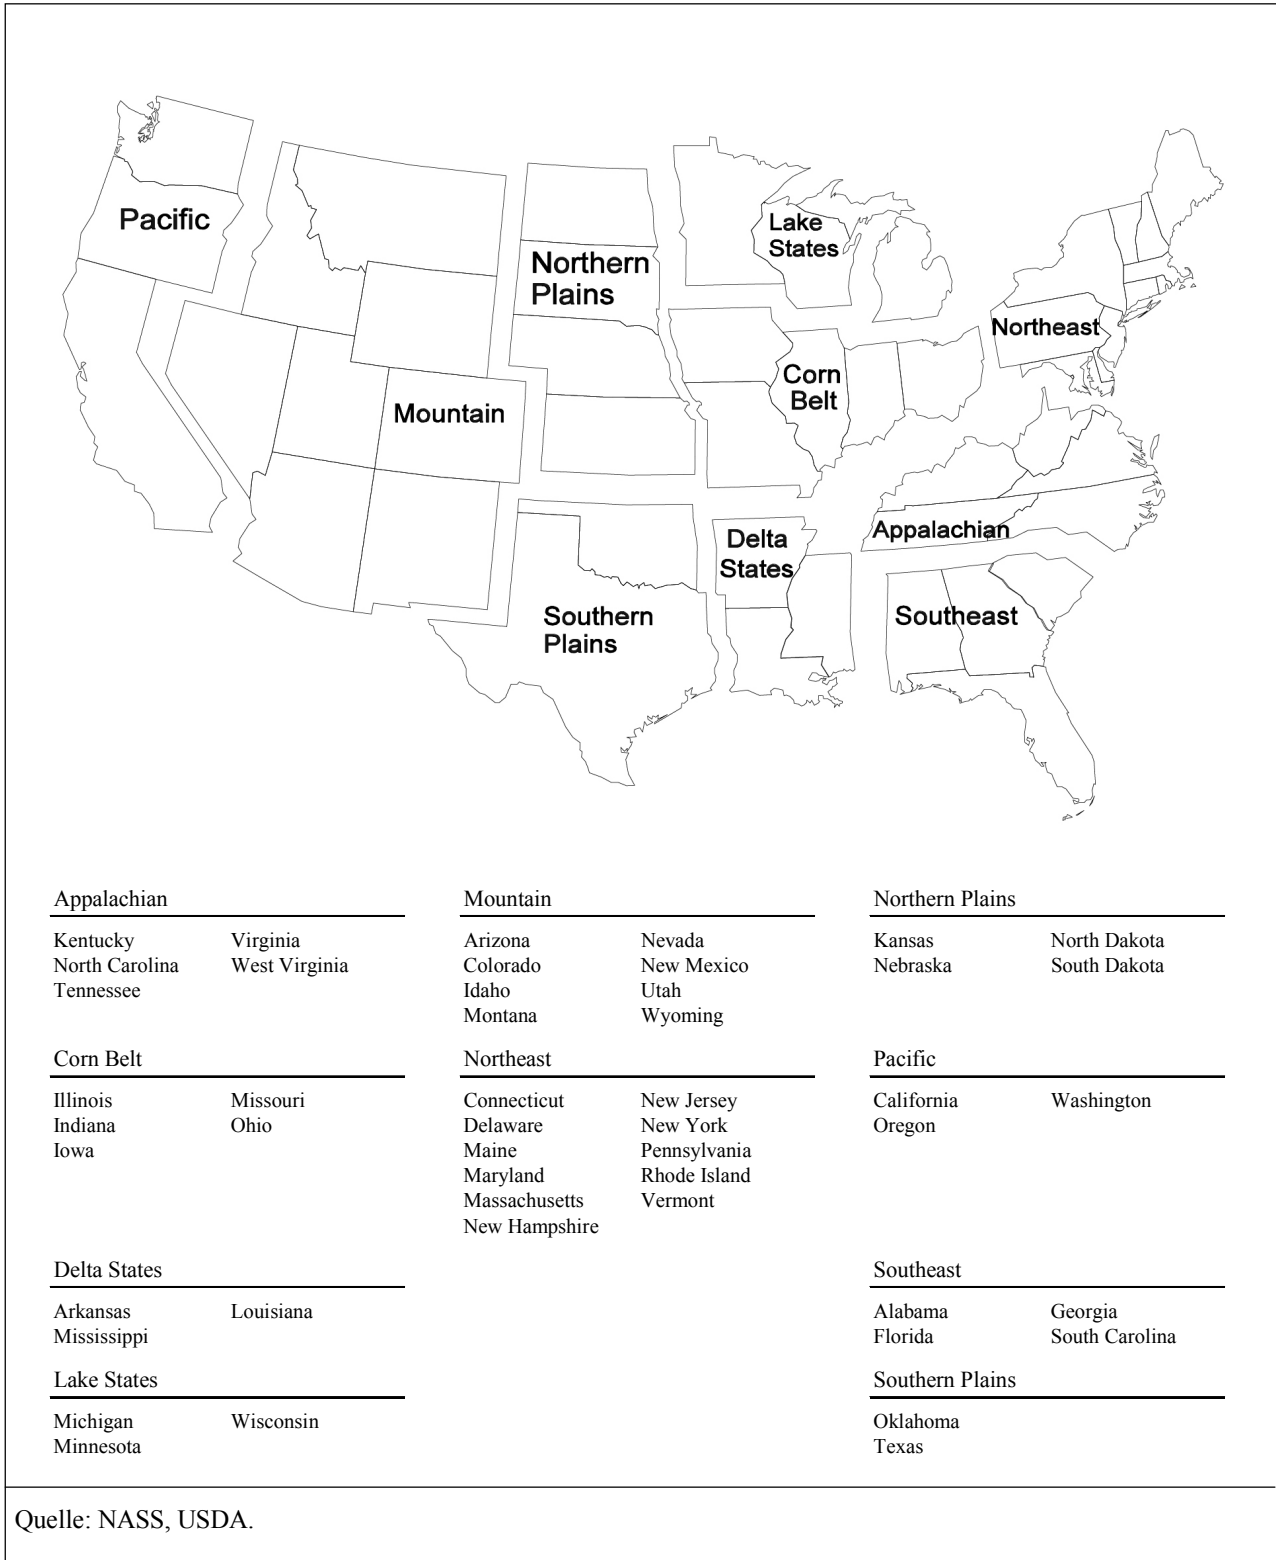 Pacific
Lake
States
Northern
Plains
Northeast
Corn
Belt
Mountain
Appalachian
Delta
States
Southern
Plains
Southeast
Appalachian
Kentucky Virginia
North Carolina West Virginia
Tennessee
Mountain
Arizona Nevada
Colorado New Mexico
Idaho Utah
Montana Wyoming
Northern Plains
Kansas North Dakota
Nebraska South Dakota
Corn Belt
Illinois Missouri
Indiana Ohio
Iowa
Northeast
Connecticut New Jersey
Delaware New York
Maine Pennsylvania
Maryland Rhode Island
Massachusetts Vermont
New Hampshire
Pacific
California Washington
Oregon
Delta States
Arkansas Louisiana
Mississippi
Southeast
Alabama Georgia
Florida South Carolina
Lake States
Michigan Wisconsin
Minnesota
Southern Plains
Oklahoma
Texas
Quelle: NASS, USDA.